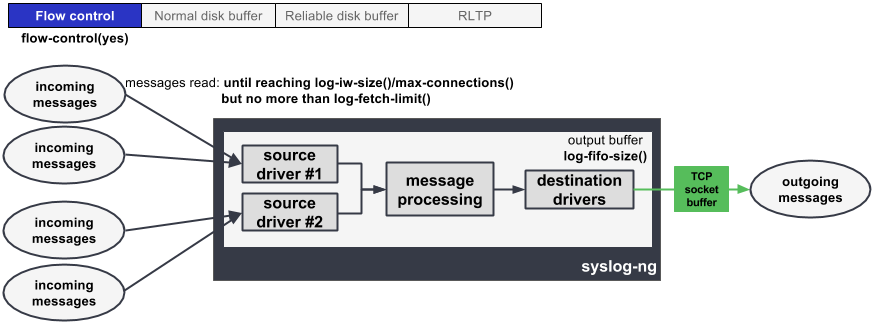 Flow control
Normal disk buffer
Reliable disk buffer
RLTP
flow-control(yes)
messages read: until reaching log-iw-size()/max-connections()
but no more than log-fetch-limit()
incoming
messages
incoming
messages
incoming
messages
incoming
messages
source
driver #1
source
driver #2
message
processing
output buffer
log-fifo-size()
destination
drivers
syslog-ng
TCP
socket
buffer
outgoing
messages